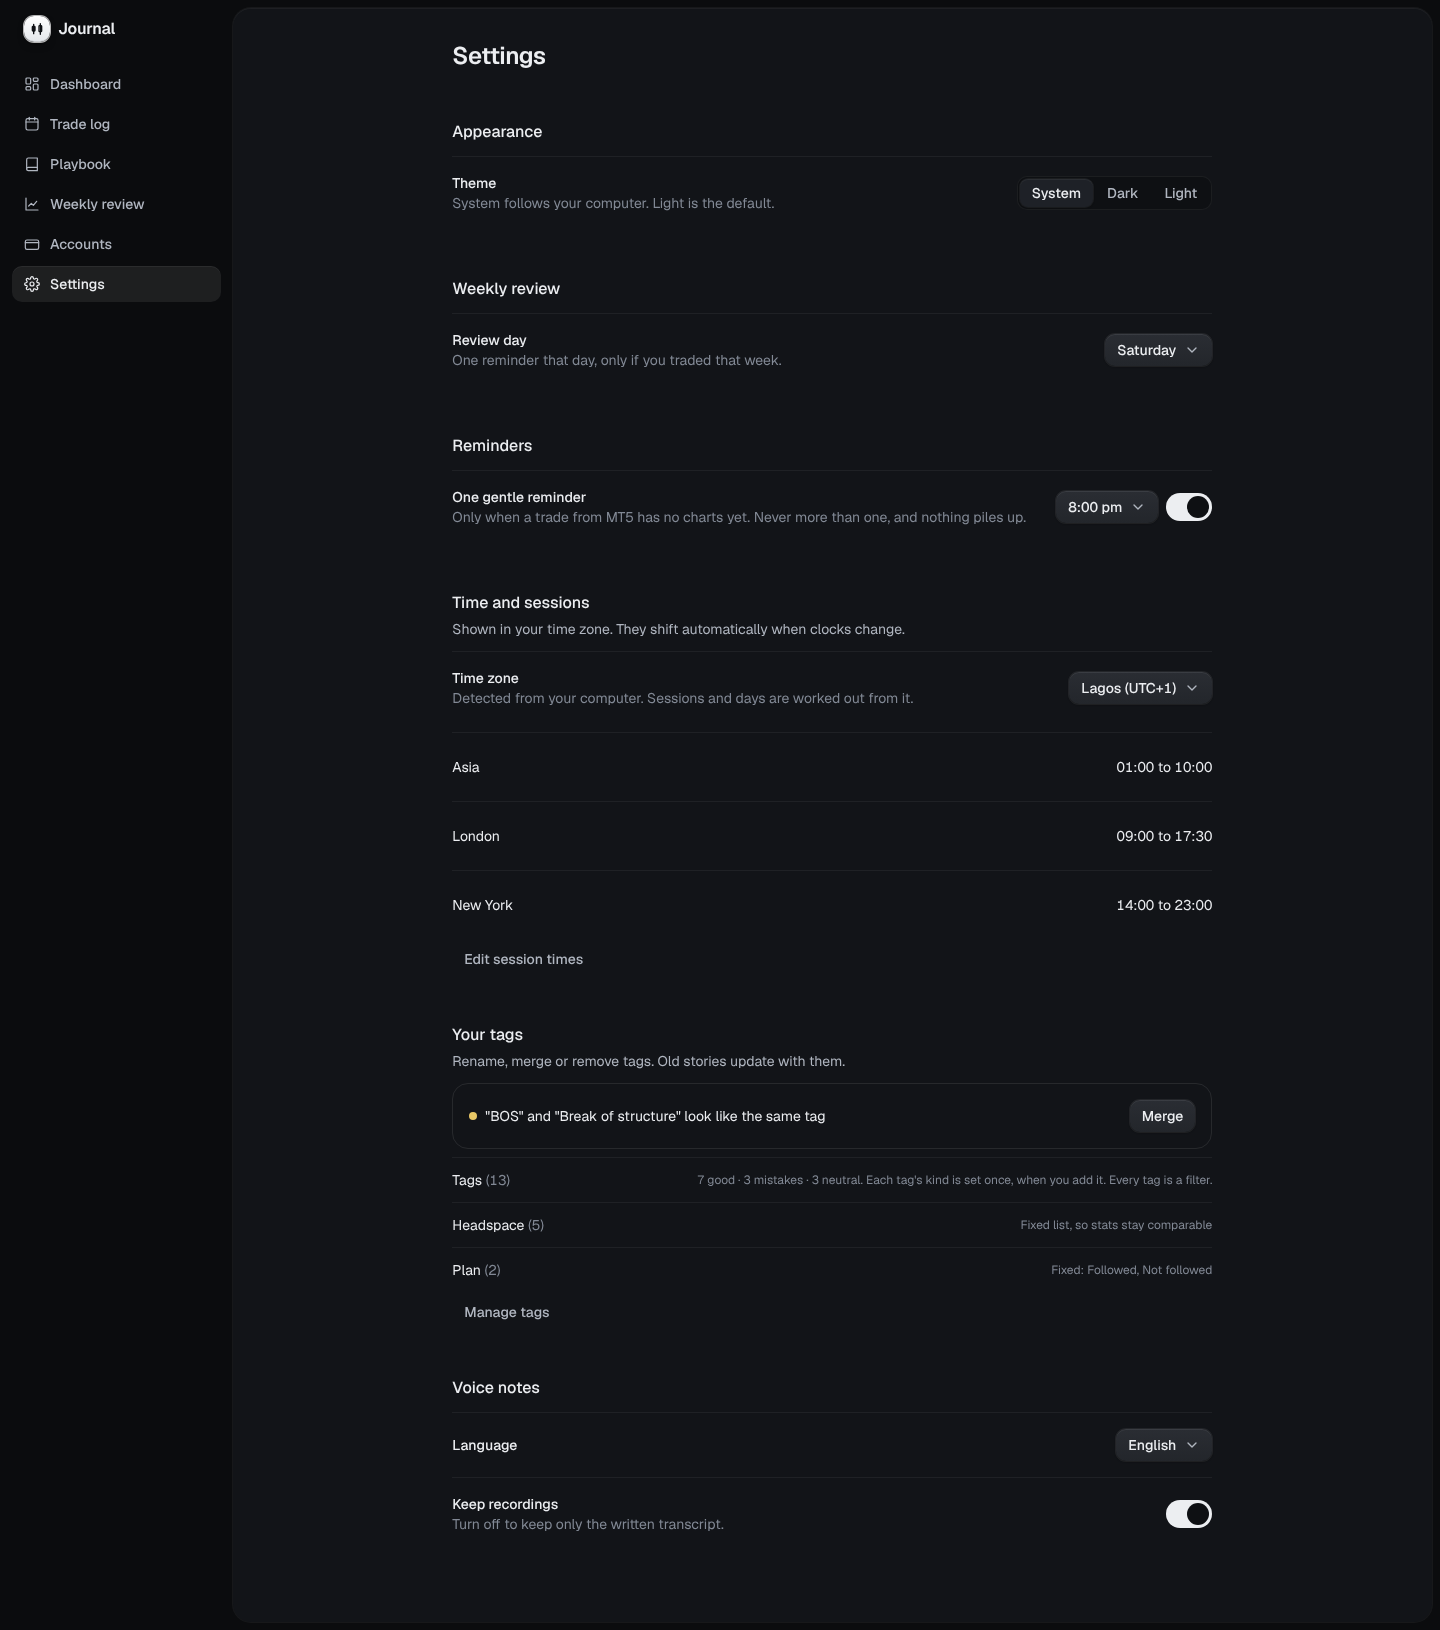 Journal
Dashboard
Trade log
Playbook
Weekly review
Accounts
Settings
Settings
Appearance
Theme
System follows your computer. Light is the default.
System Dark Light
Weekly review
Review day
One reminder that day, only if you traded that week.
Saturday
Reminders
One gentle reminder
Only when a trade from MT5 has no charts yet. Never more than one, and nothing piles up.
8:00 pm
Time and sessions
Shown in your time zone. They shift automatically when clocks change.
Time zone
Detected from your computer. Sessions and days are worked out from it.
Lagos (UTC+1)
Asia 01:00 to 10:00
London 09:00 to 17:30
New York 14:00 to 23:00
Edit session times
Your tags
Rename, merge or remove tags. Old stories update with them.
"BOS" and "Break of structure" look like the same tag Merge
Tags (13) 7 good · 3 mistakes · 3 neutral. Each tag's kind is set once, when you add it. Every tag is a filter.
Headspace (5) Fixed list, so stats stay comparable
Plan (2) Fixed: Followed, Not followed
Manage tags
Voice notes
Language English
Keep recordings
Turn off to keep only the written transcript.